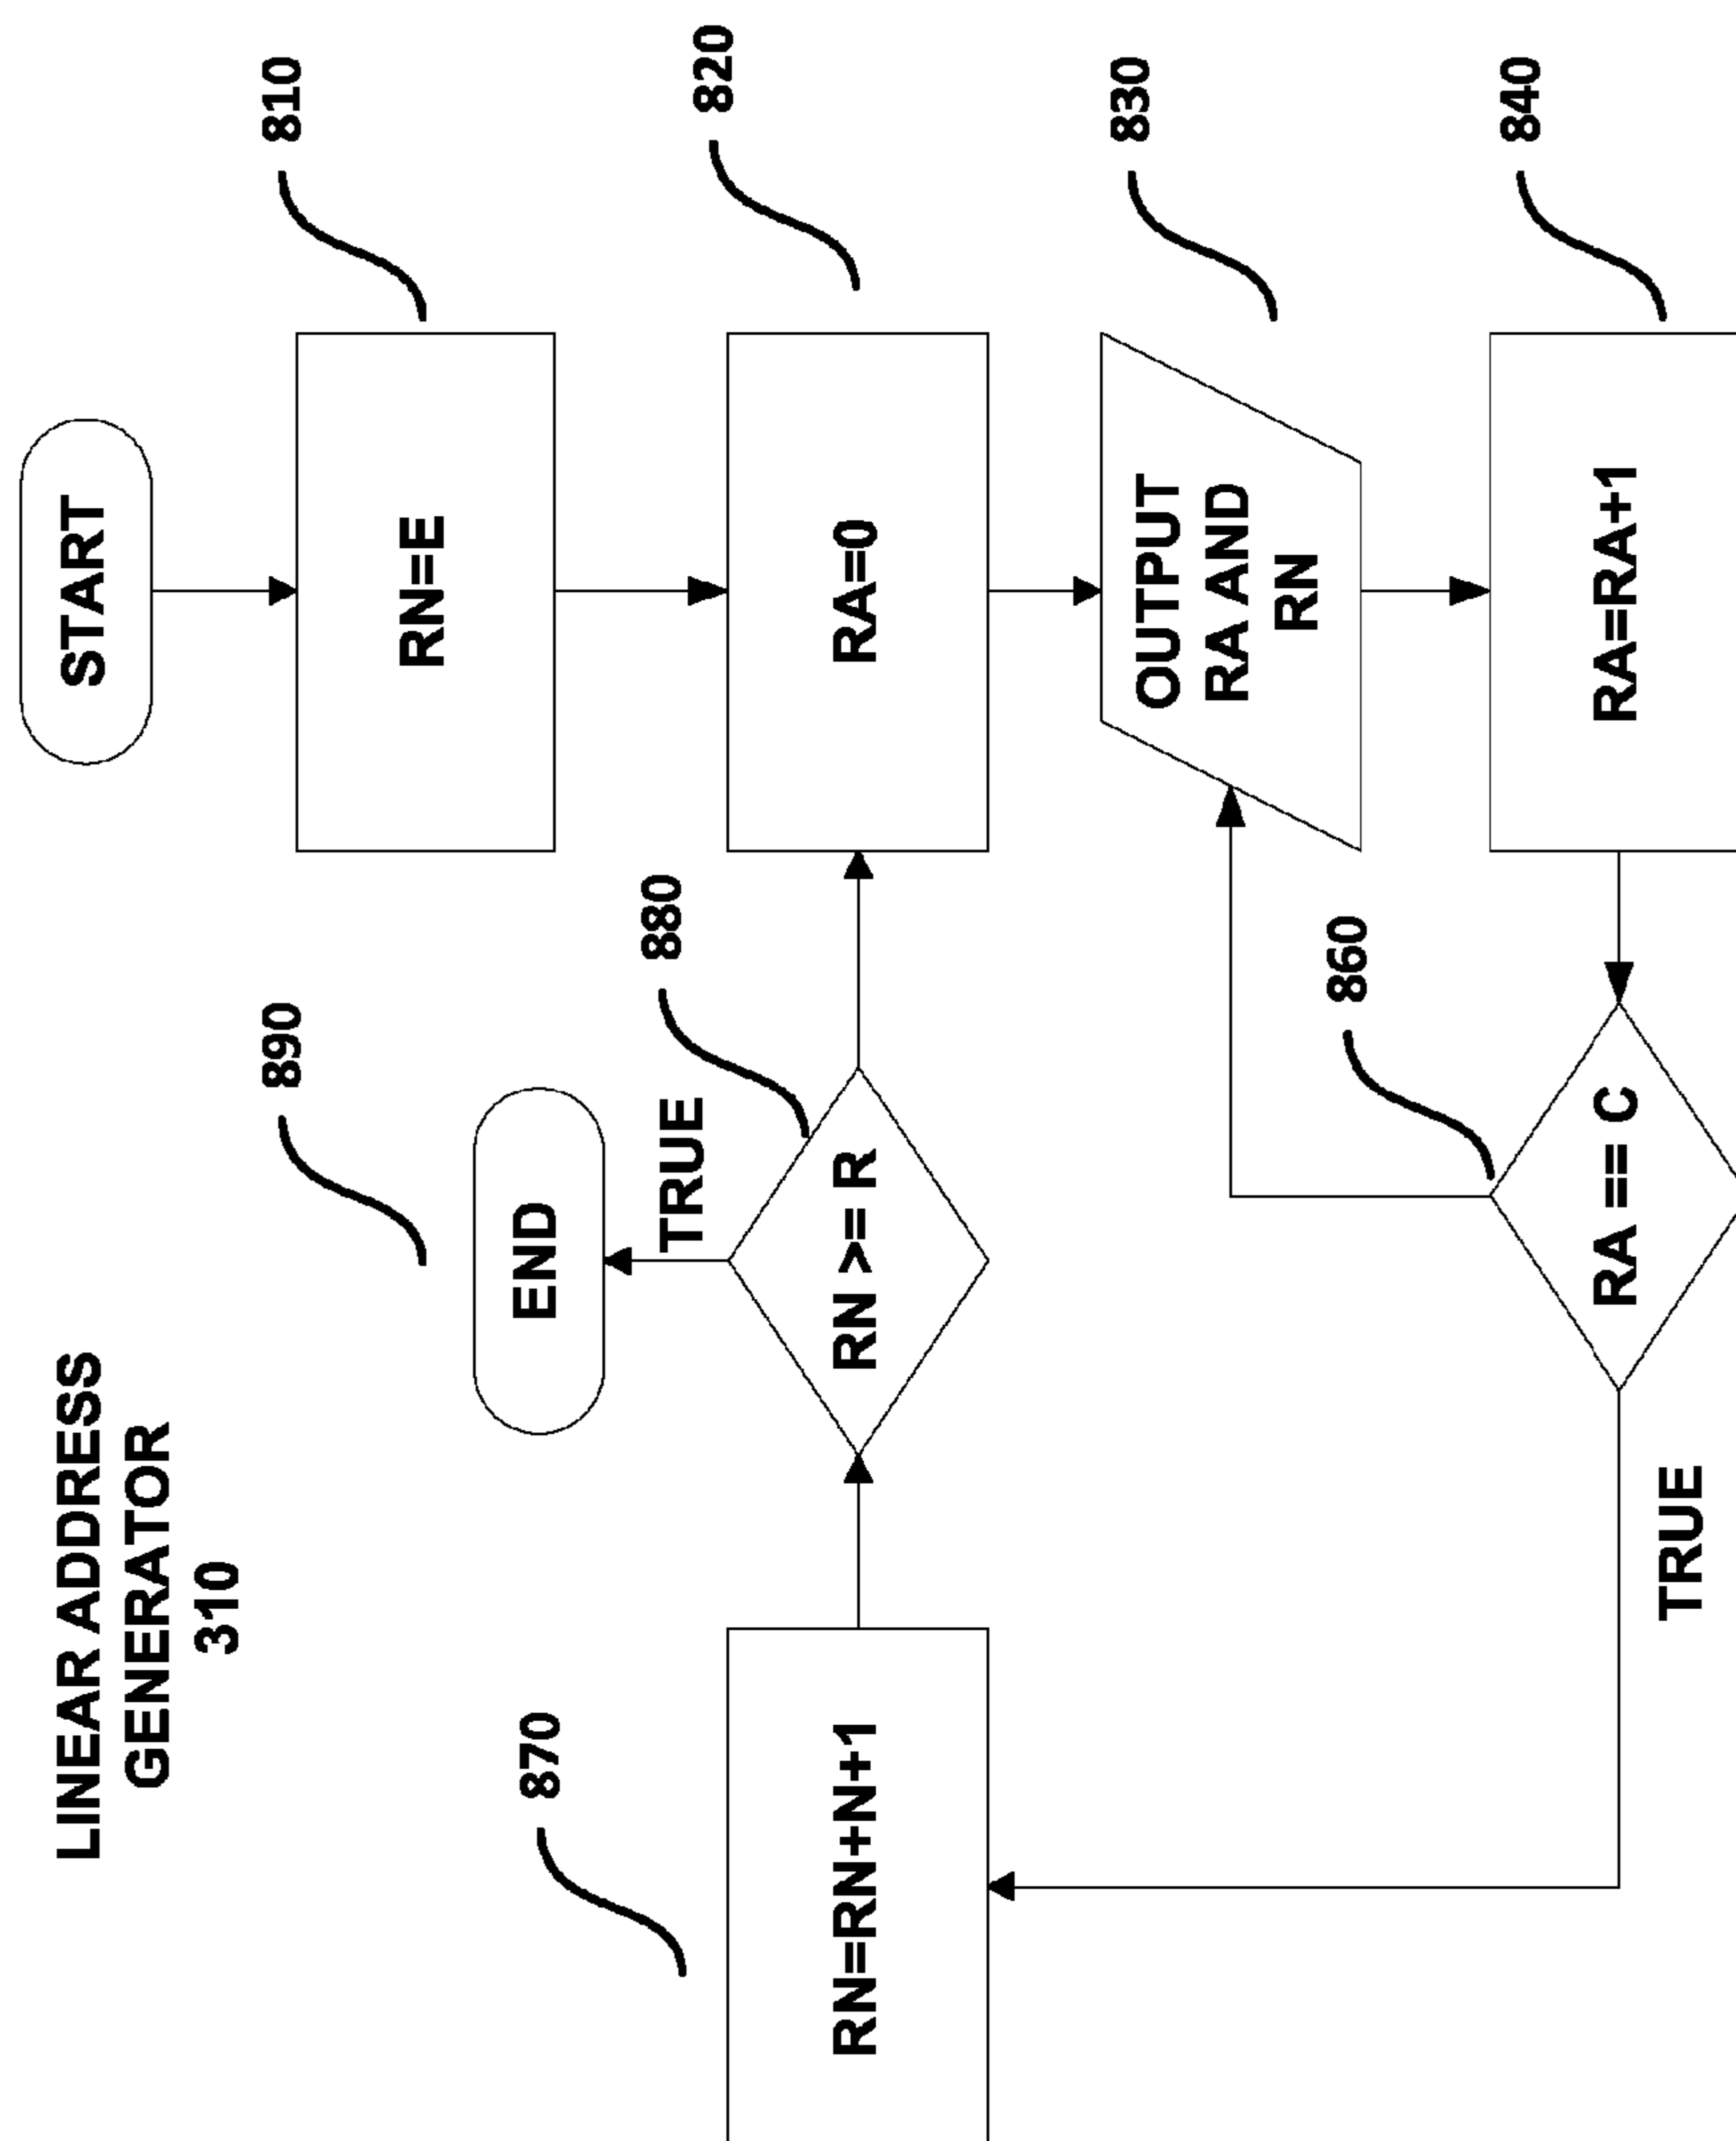 LINEAR ADDRESS
GENERATOR
310
START
810
RN=E
820
RA=0
830
OUTPUT
RA AND
RN
840
RA=RA+1
860
RA == C
TRUE
870
RN=RN+N+1
880
RN >= R
TRUE
890
END